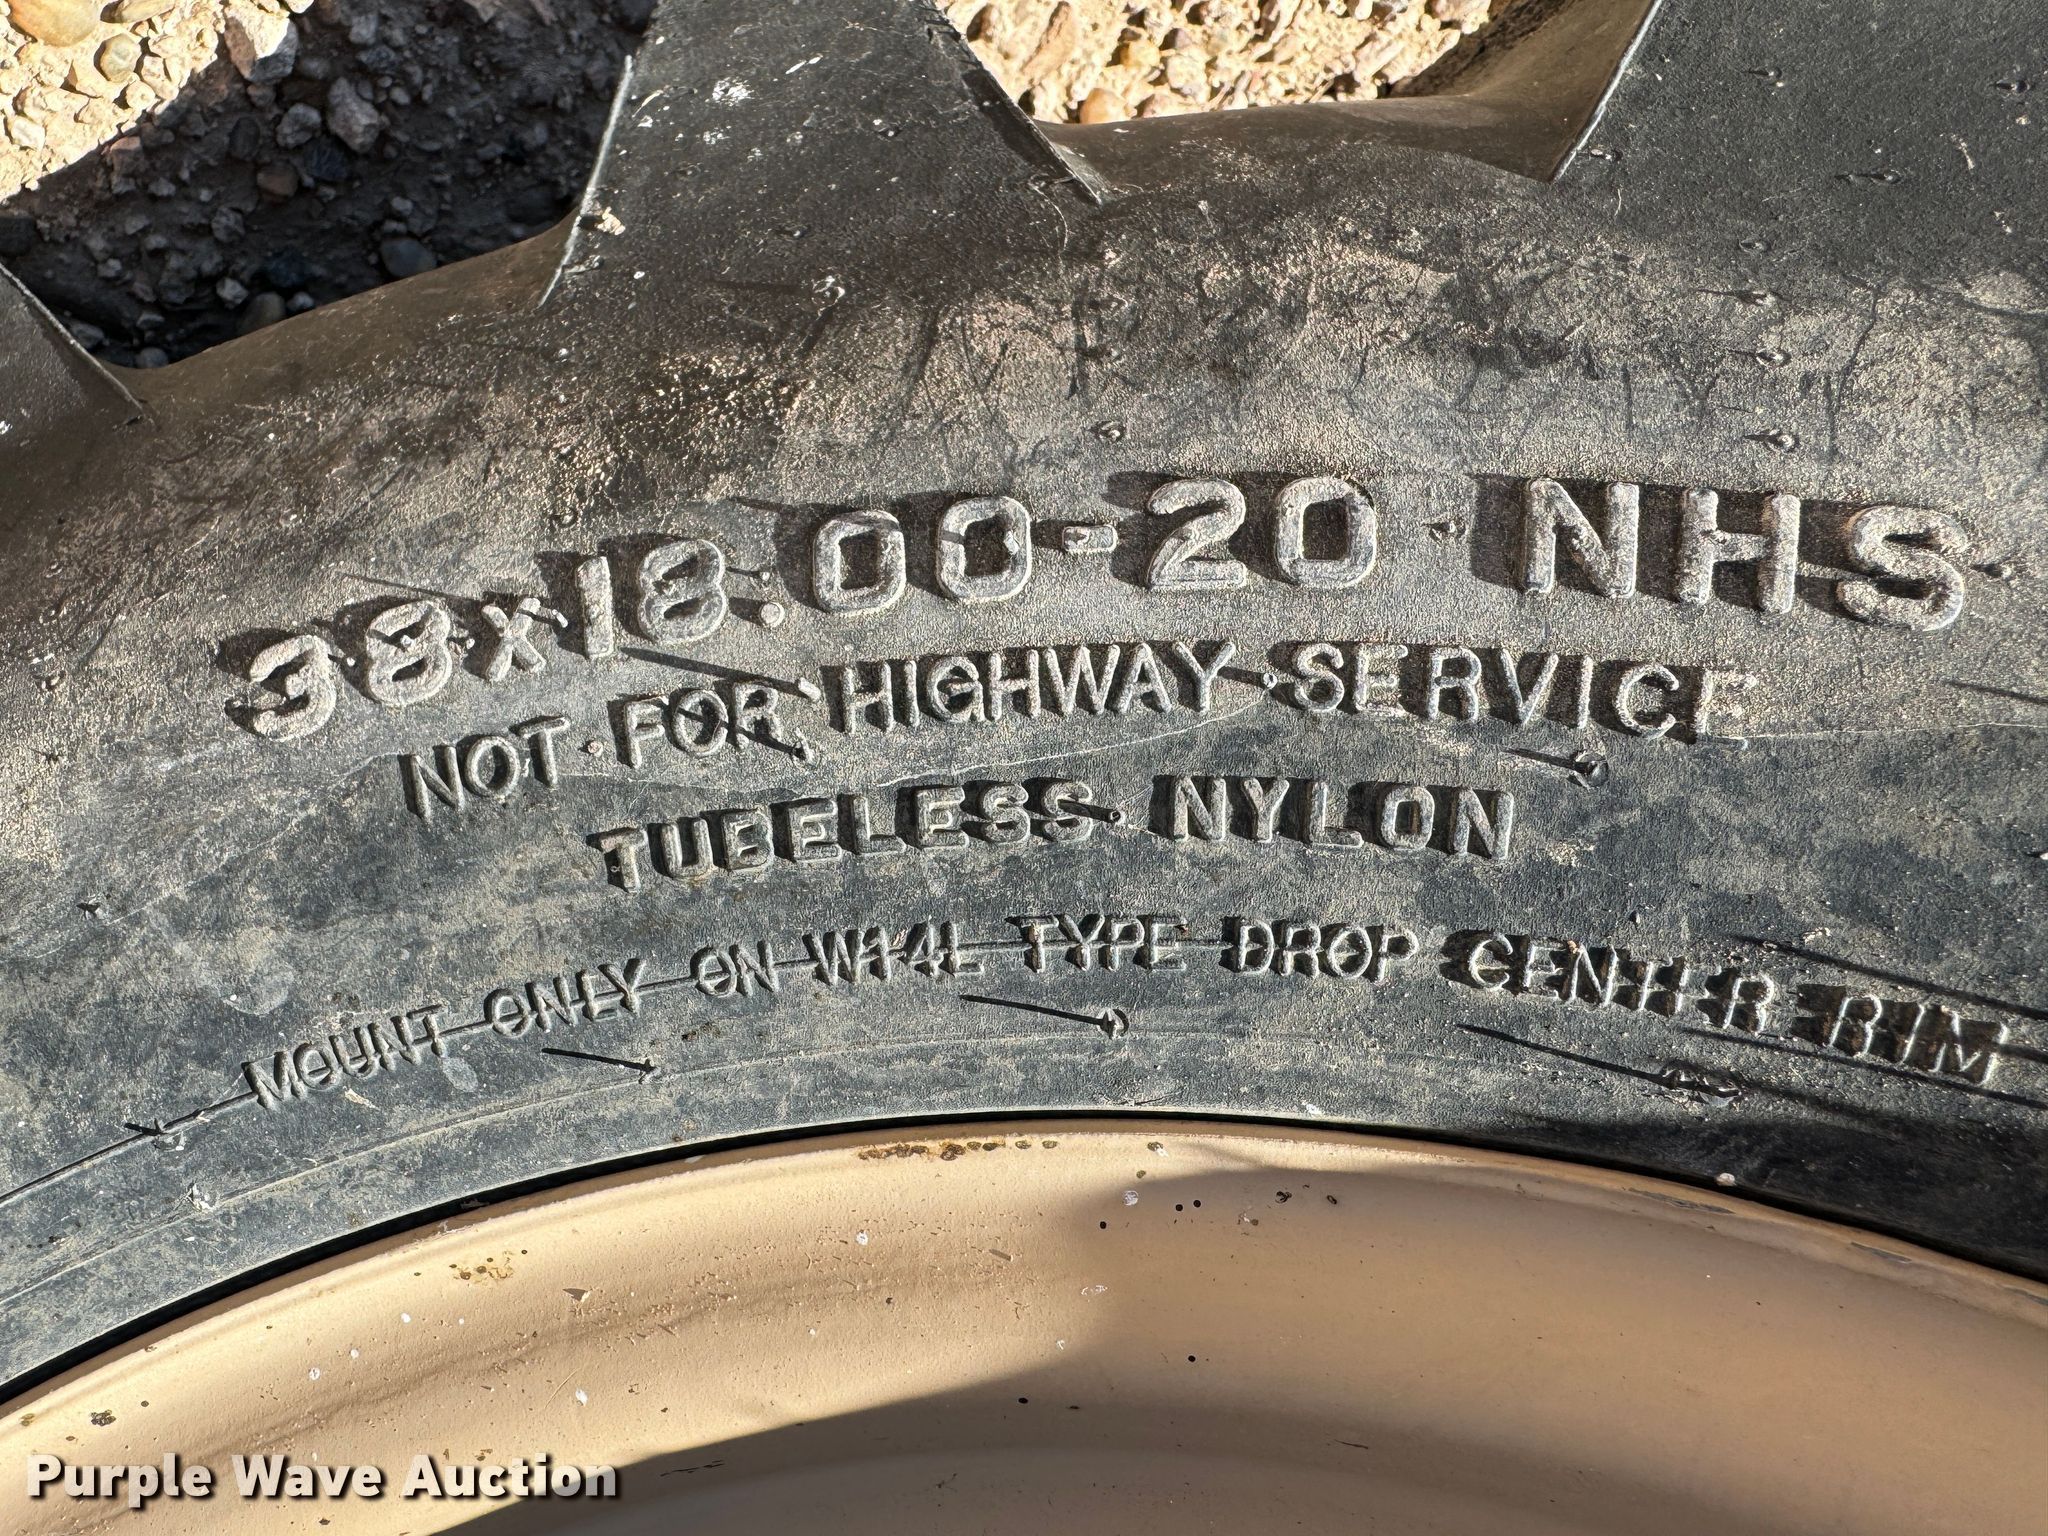 38x18.00-20 NHS
NOT FOR HIGHWAY SERVICE
TUBELESS NYLON
MOUNT ONLY ON W14L TYPE DROP CENTER RIM
Purple Wave Auction